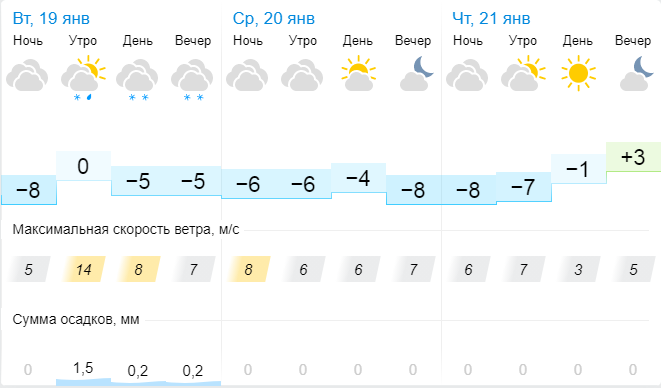 Вт, 19 янв Ср, 20 янв Чт, 21 янв
Ночь Утро День Вечер Ночь Утро День Вечер Ночь Утро День Вечер
−8 0 −5 −5 −6 −6 −4 −8 −8 −7 −1 +3
Максимальная скорость ветра, м/с
5 14 8 7 8 6 6 7 6 7 3 5
Сумма осадков, мм
0 1,5 0,2 0,2 0 0 0 0 0 0 0 0